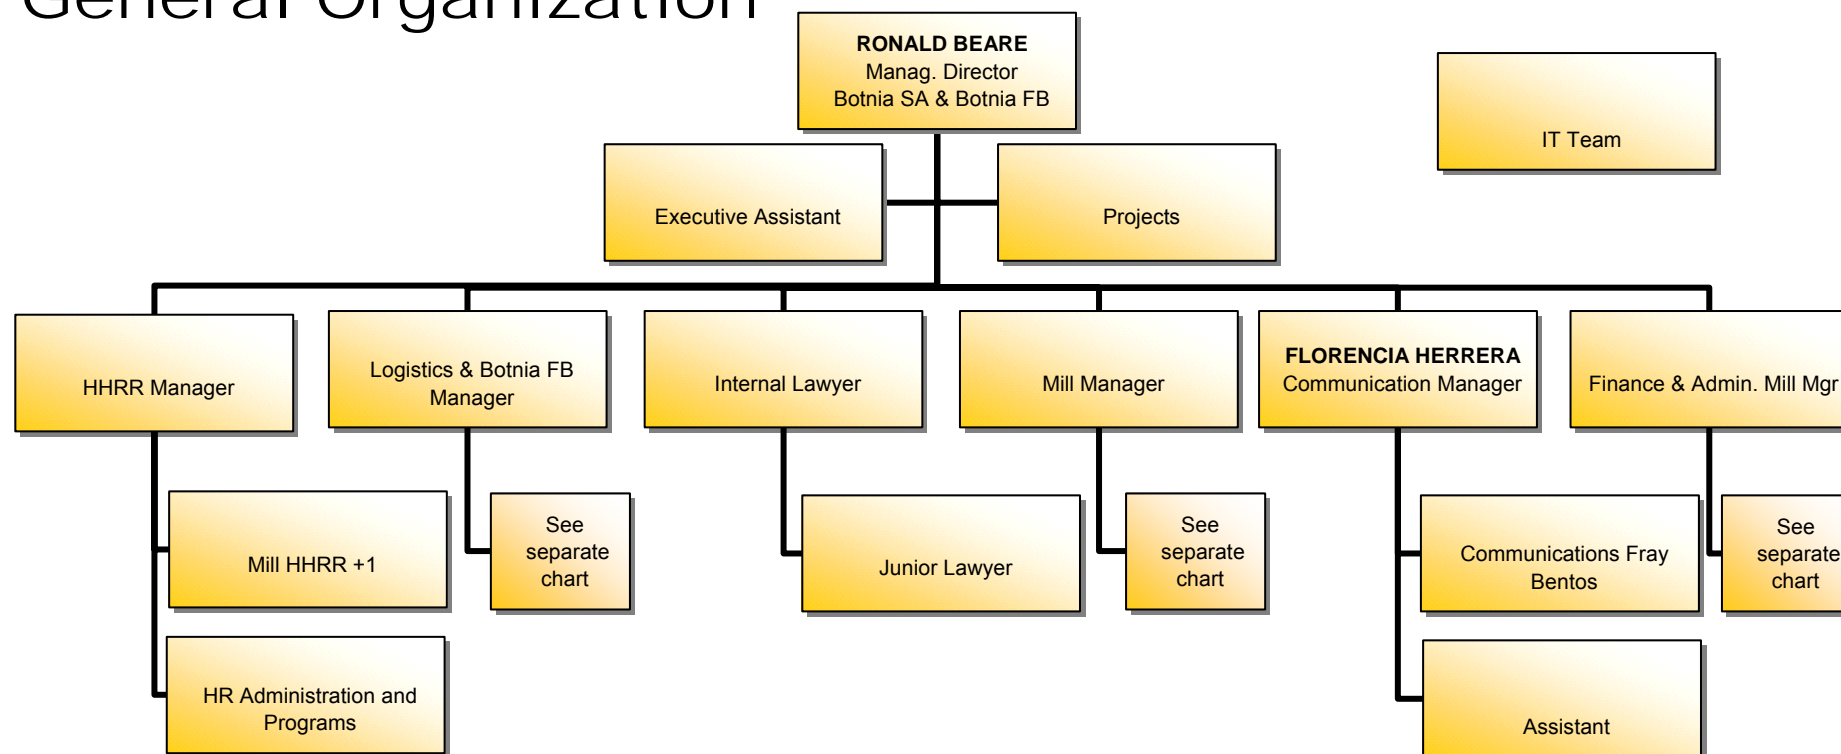 General Organization
RONALD BEARE
Manag. Director
Botnia SA & Botnia FB
IT Team
Executive Assistant
Projects
HHRR Manager
Logistics & Botnia FB
Manager
Internal Lawyer
Mill Manager
FLORENCIA HERRERA
Communication Manager
Finance & Admin. Mill Mgr
Mill HHRR +1
See
separate
chart
Junior Lawyer
See
separate
chart
Communications Fray
Bentos
See
separate
chart
HR Administration and
Programs
Assistant